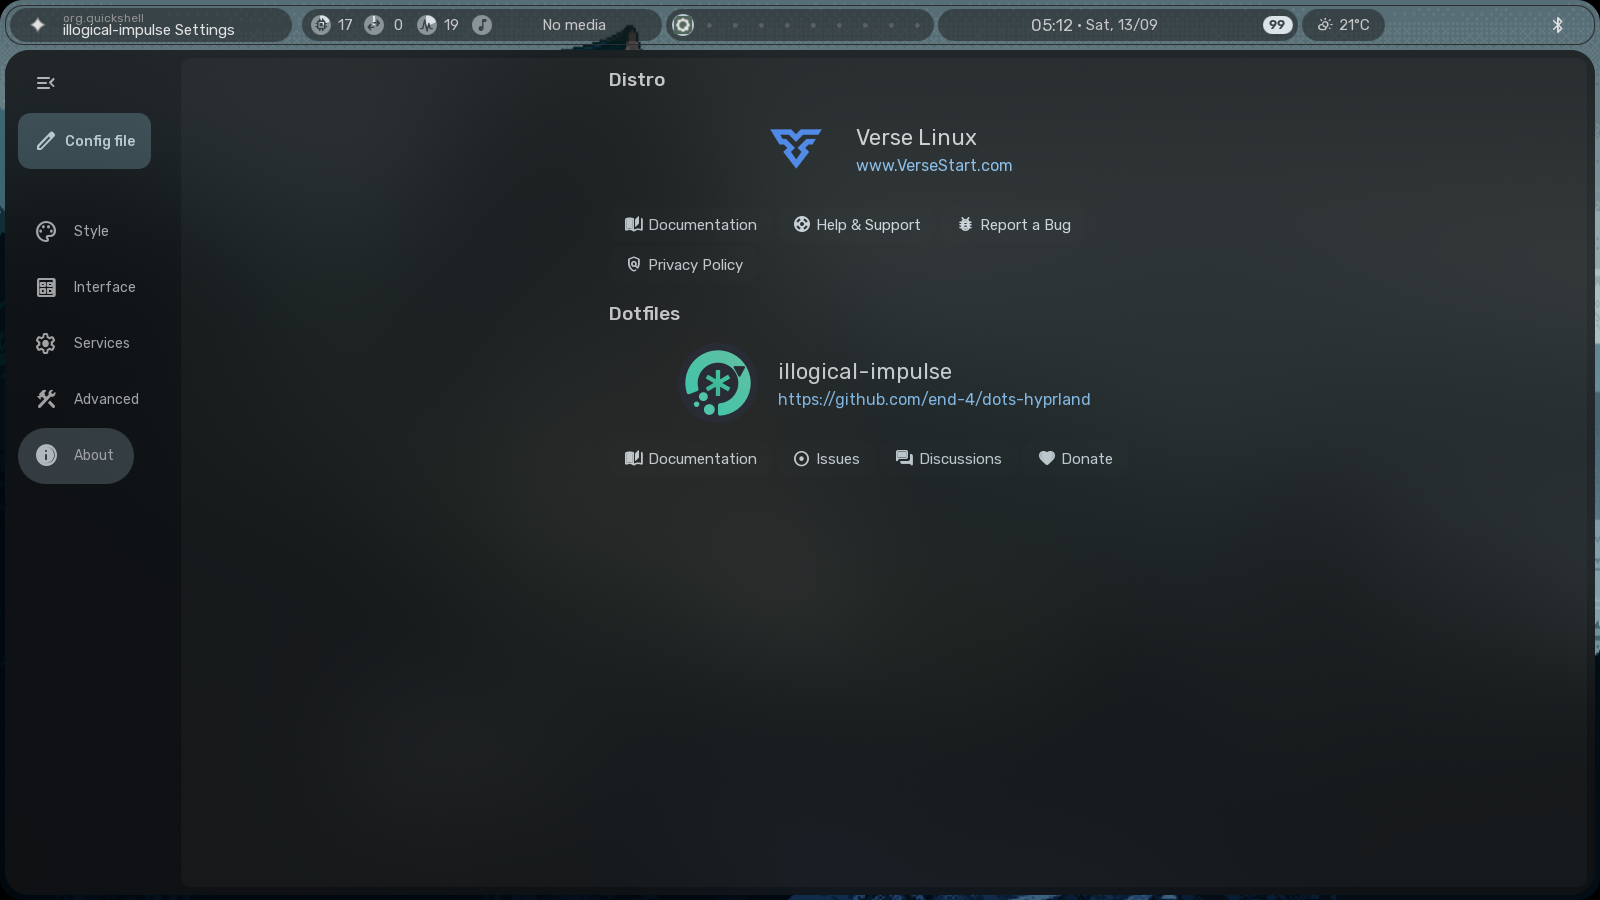 org.quickshell
illogical-impulse Settings
17
0
19
No media
05:12 • Sat, 13/09
99
21°C
Config file
Style
Interface
Services
Advanced
About
Distro
Verse Linux
www.VerseStart.com
Documentation
Help & Support
Report a Bug
Privacy Policy
Dotfiles
illogical-impulse
https://github.com/end-4/dots-hyprland
Documentation
Issues
Discussions
Donate